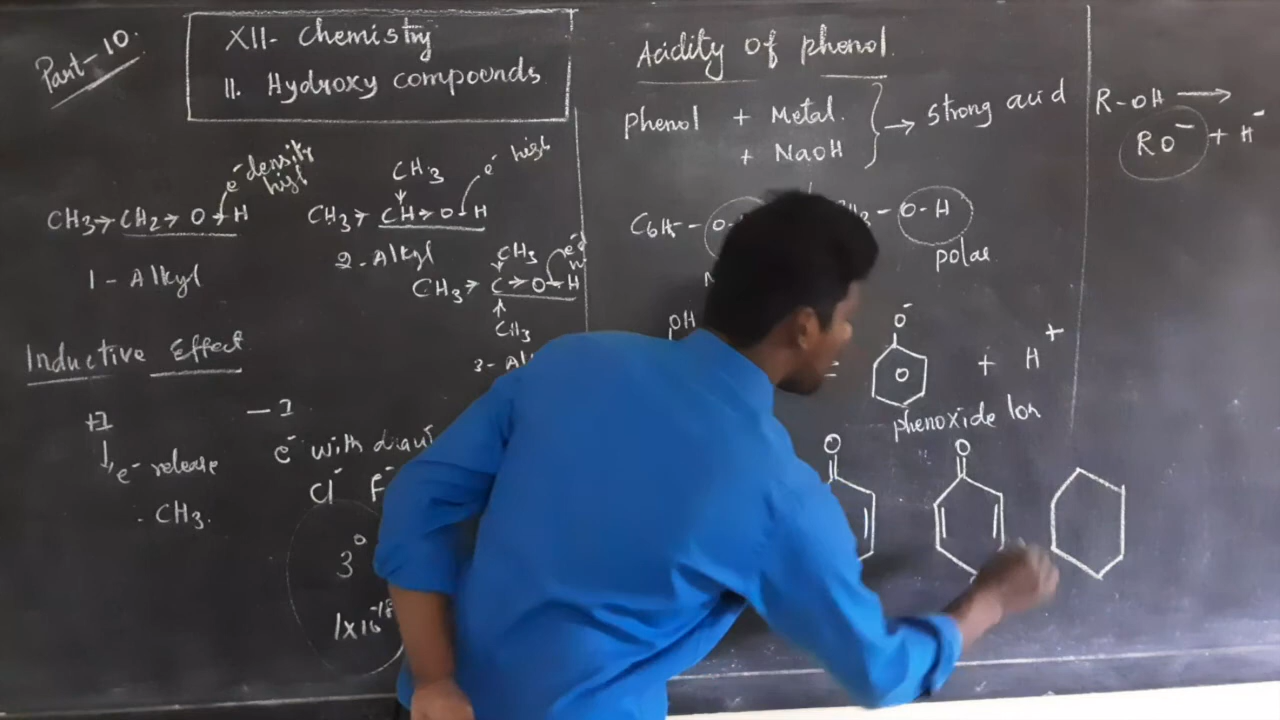 Part-10.
XII- Chemistry
11. Hydroxy compounds
e⁻ density high
CH3→CH2→O→H
1-Alkyl
CH3
e⁻ high
CH3→CH→O→H
2-Alkyl
CH3
CH3→C→O→H
CH3
Inductive Effect
+I
e⁻ release
- CH3.
-I
e⁻ with
Cl⁻ F⁻
3°
Acidity of phenol.
phenol + Metal.
+ NaOH
→ strong acid
C6H5-O
-O-H
polar
OH
O⁻
+ H⁺
phenoxide Ion
O
O
R-OH →
RO⁻ + H⁻